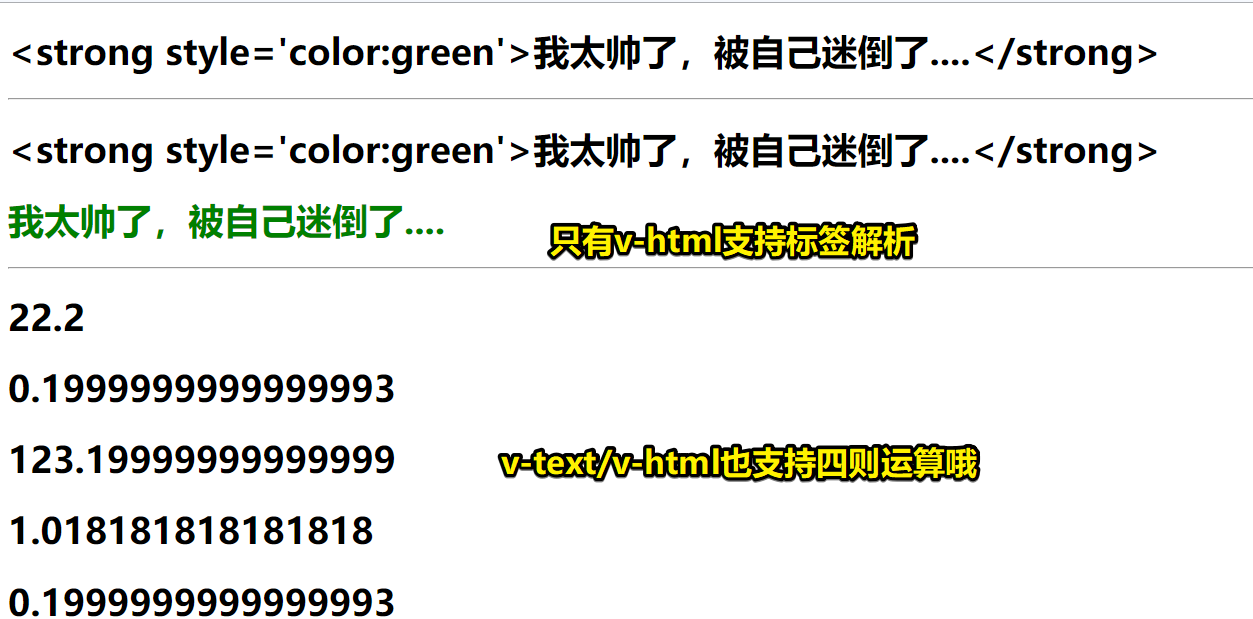 <strong style='color:green'>我太帅了，被自己迷倒了....</strong>
<strong style='color:green'>我太帅了，被自己迷倒了....</strong>
我太帅了，被自己迷倒了....
只有v-html支持标签解析
22.2
0.1999999999999993
123.19999999999999
v-text/v-html也支持四则运算哦
1.018181818181818
0.1999999999999993